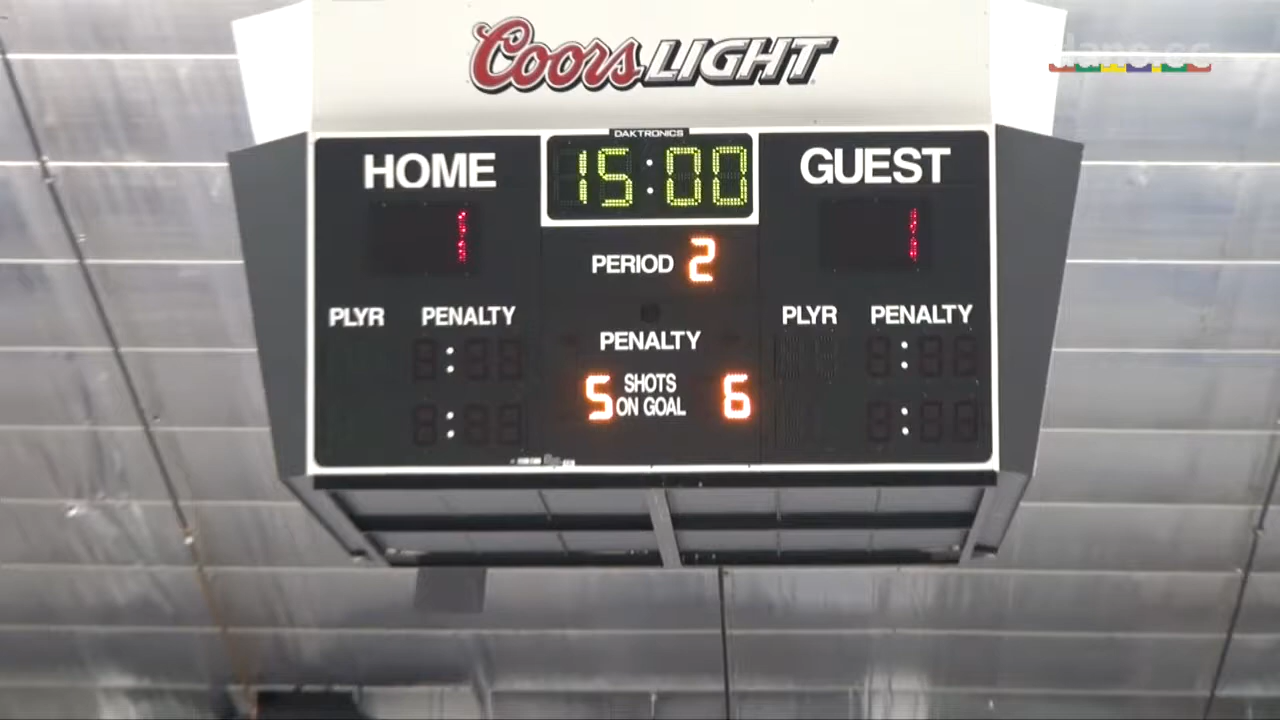 Coors LIGHT
DAKTRONICS
HOME 15:00 GUEST
1 1
PERIOD 2
PLYR PENALTY PLYR PENALTY
PENALTY
5 SHOTS ON GOAL 6